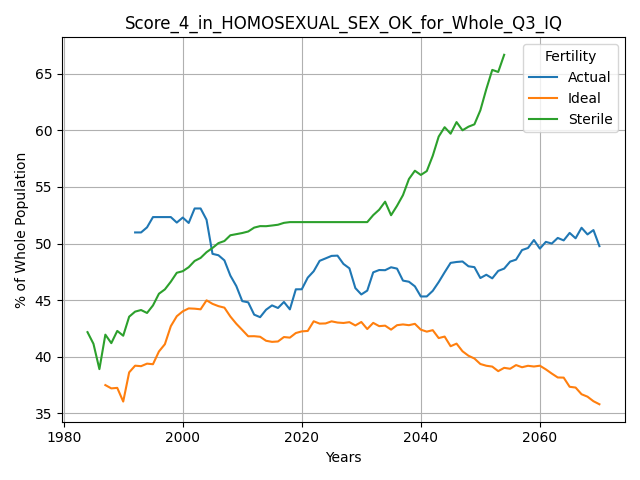 Score_4_in_HOMOSEXUAL_SEX_OK_for_Whole_Q3_IQ
Fertility
Actual
Ideal
Sterile
% of Whole Population
65
60
55
50
45
40
35
1980
2000
2020
2040
2060
Years